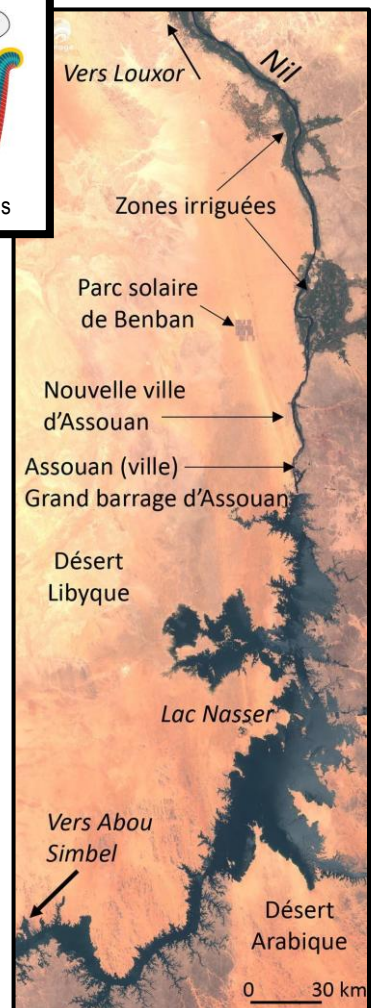 s
Vers Louxor
Nil
Zones irriguées
Parc solaire
de Benban
Nouvelle ville
d'Assouan
Assouan (ville)
Grand barrage d'Assouan
Désert
Libyque
Lac Nasser
Vers Abou
Simbel
Désert
Arabique
0 30 km